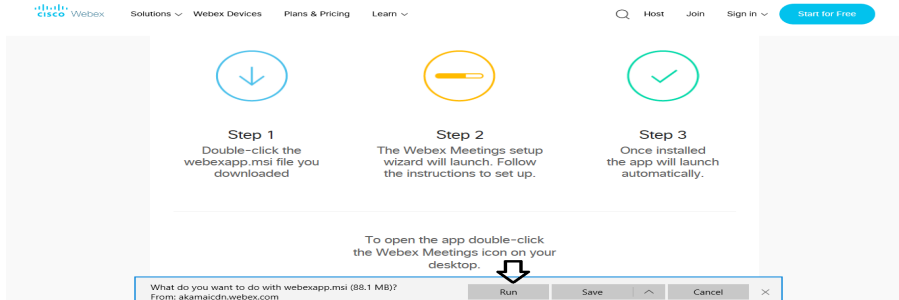 CISCO Webex Solutions Webex Devices Plans & Pricing Learn Host Join Sign in Start for Free
Step 1
Double-click the
webexapp.msi file you
downloaded
Step 2
The Webex Meetings setup
wizard will launch. Follow
the instructions to set up.
Step 3
Once installed
the app will launch
automatically.
To open the app double-click
the Webex Meetings icon on your
desktop.
What do you want to do with webexapp.msi (88.1 MB)?
From: akamaicdn.webex.com
Run Save Cancel